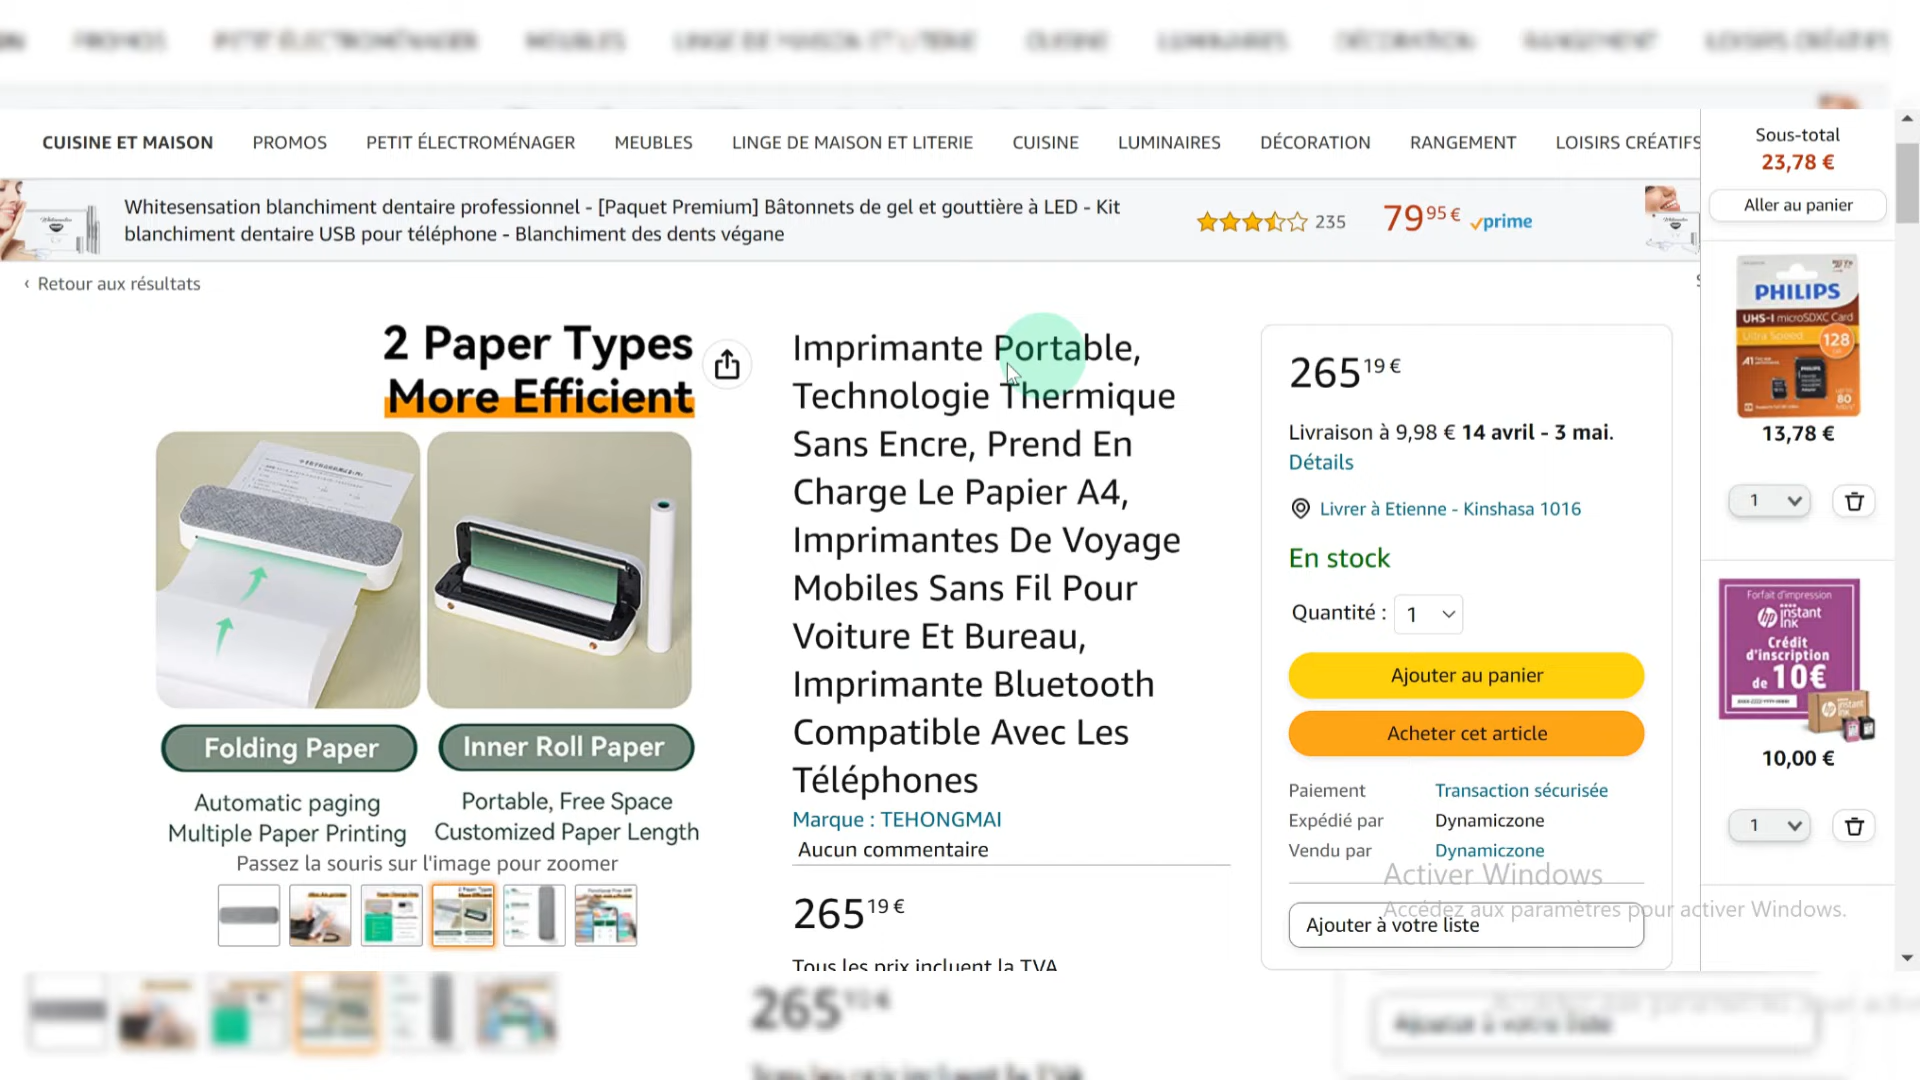 CUISINE ET MAISON PROMOS PETIT ÉLECTROMÉNAGER MEUBLES LINGE DE MAISON ET LITERIE CUISINE LUMINAIRES DÉCORATION RANGEMENT LOISIRS CRÉATIFS
Whitesensation blanchiment dentaire professionnel - [Paquet Premium] Bâtonnets de gel et gouttière à LED - Kit
blanchiment dentaire USB pour téléphone - Blanchiment des dents végane
235
79 95 €
prime
‹ Retour aux résultats
2 Paper Types
More Efficient
Folding Paper
Inner Roll Paper
Automatic paging
Multiple Paper Printing
Portable, Free Space
Customized Paper Length
Passez la souris sur l'image pour zoomer
Imprimante Portable,
Technologie Thermique
Sans Encre, Prend En
Charge Le Papier A4,
Imprimantes De Voyage
Mobiles Sans Fil Pour
Voiture Et Bureau,
Imprimante Bluetooth
Compatible Avec Les
Téléphones
Marque : TEHONGMAI
Aucun commentaire
265 19 €
Tous les prix incluent la TVA
265 19 €
Livraison à 9,98 € 14 avril - 3 mai.
Détails
Livrer à Etienne - Kinshasa 1016
En stock
Quantité : 1
Ajouter au panier
Acheter cet article
Paiement Transaction sécurisée
Expédié par Dynamiczone
Vendu par Dynamiczone
Ajouter à votre liste
Activer Windows
Accédez aux paramètres pour activer Windows.
Sous-total
23,78 €
Aller au panier
PHILIPS
UHS-I microSDXC Card
Ultra Speed
128
A1
80
13,78 €
1
Forfait d'impression
hp instant ink
Crédit
d'inscription
de 10€
10,00 €
1